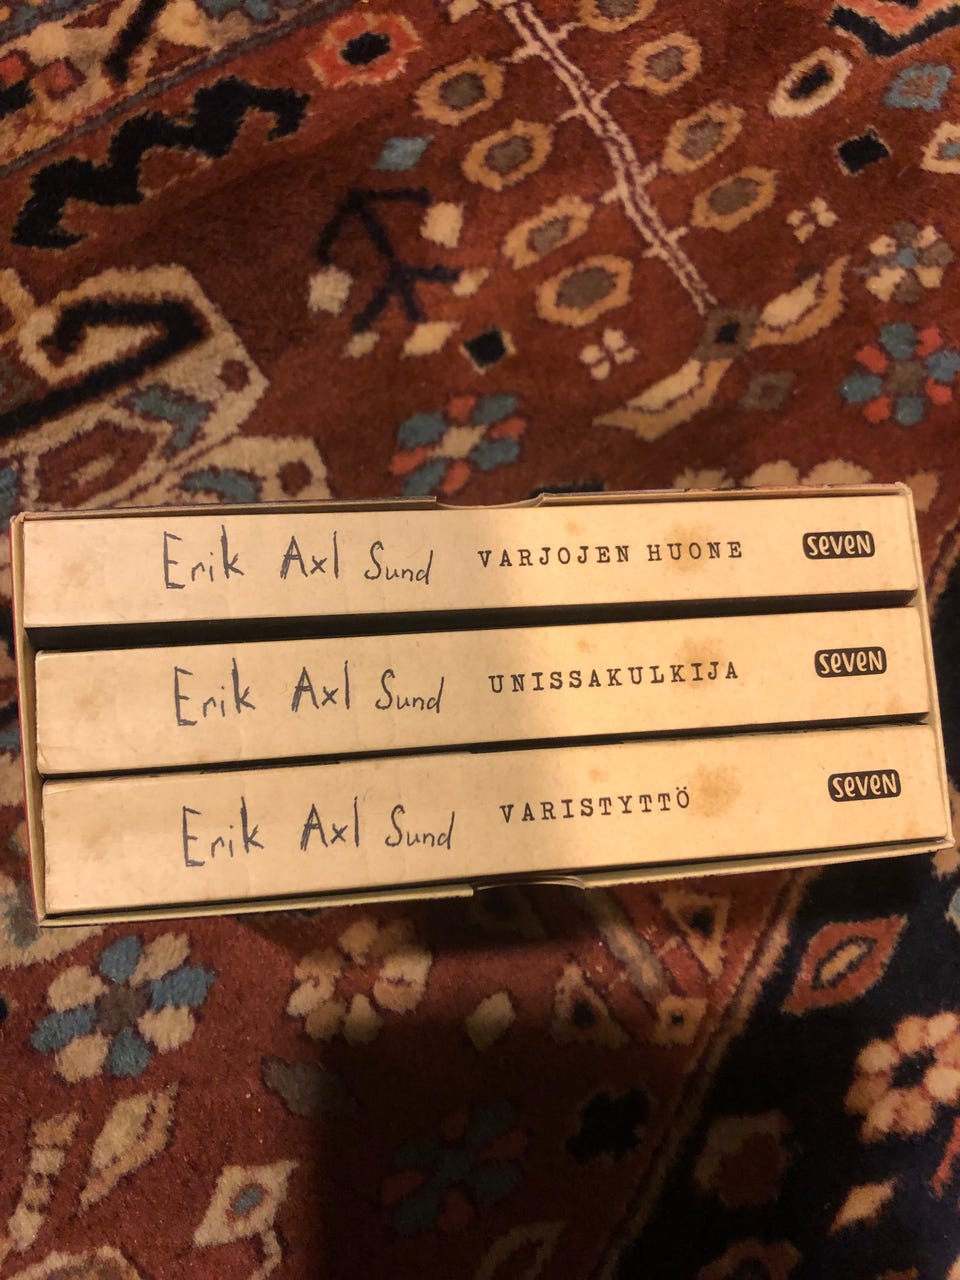 Erik Axl Sund VARJOJEN HUONE seven
Erik Axl Sund UNISSAKULKIJA seven
Erik Axl Sund VARISTYTTÖ seven